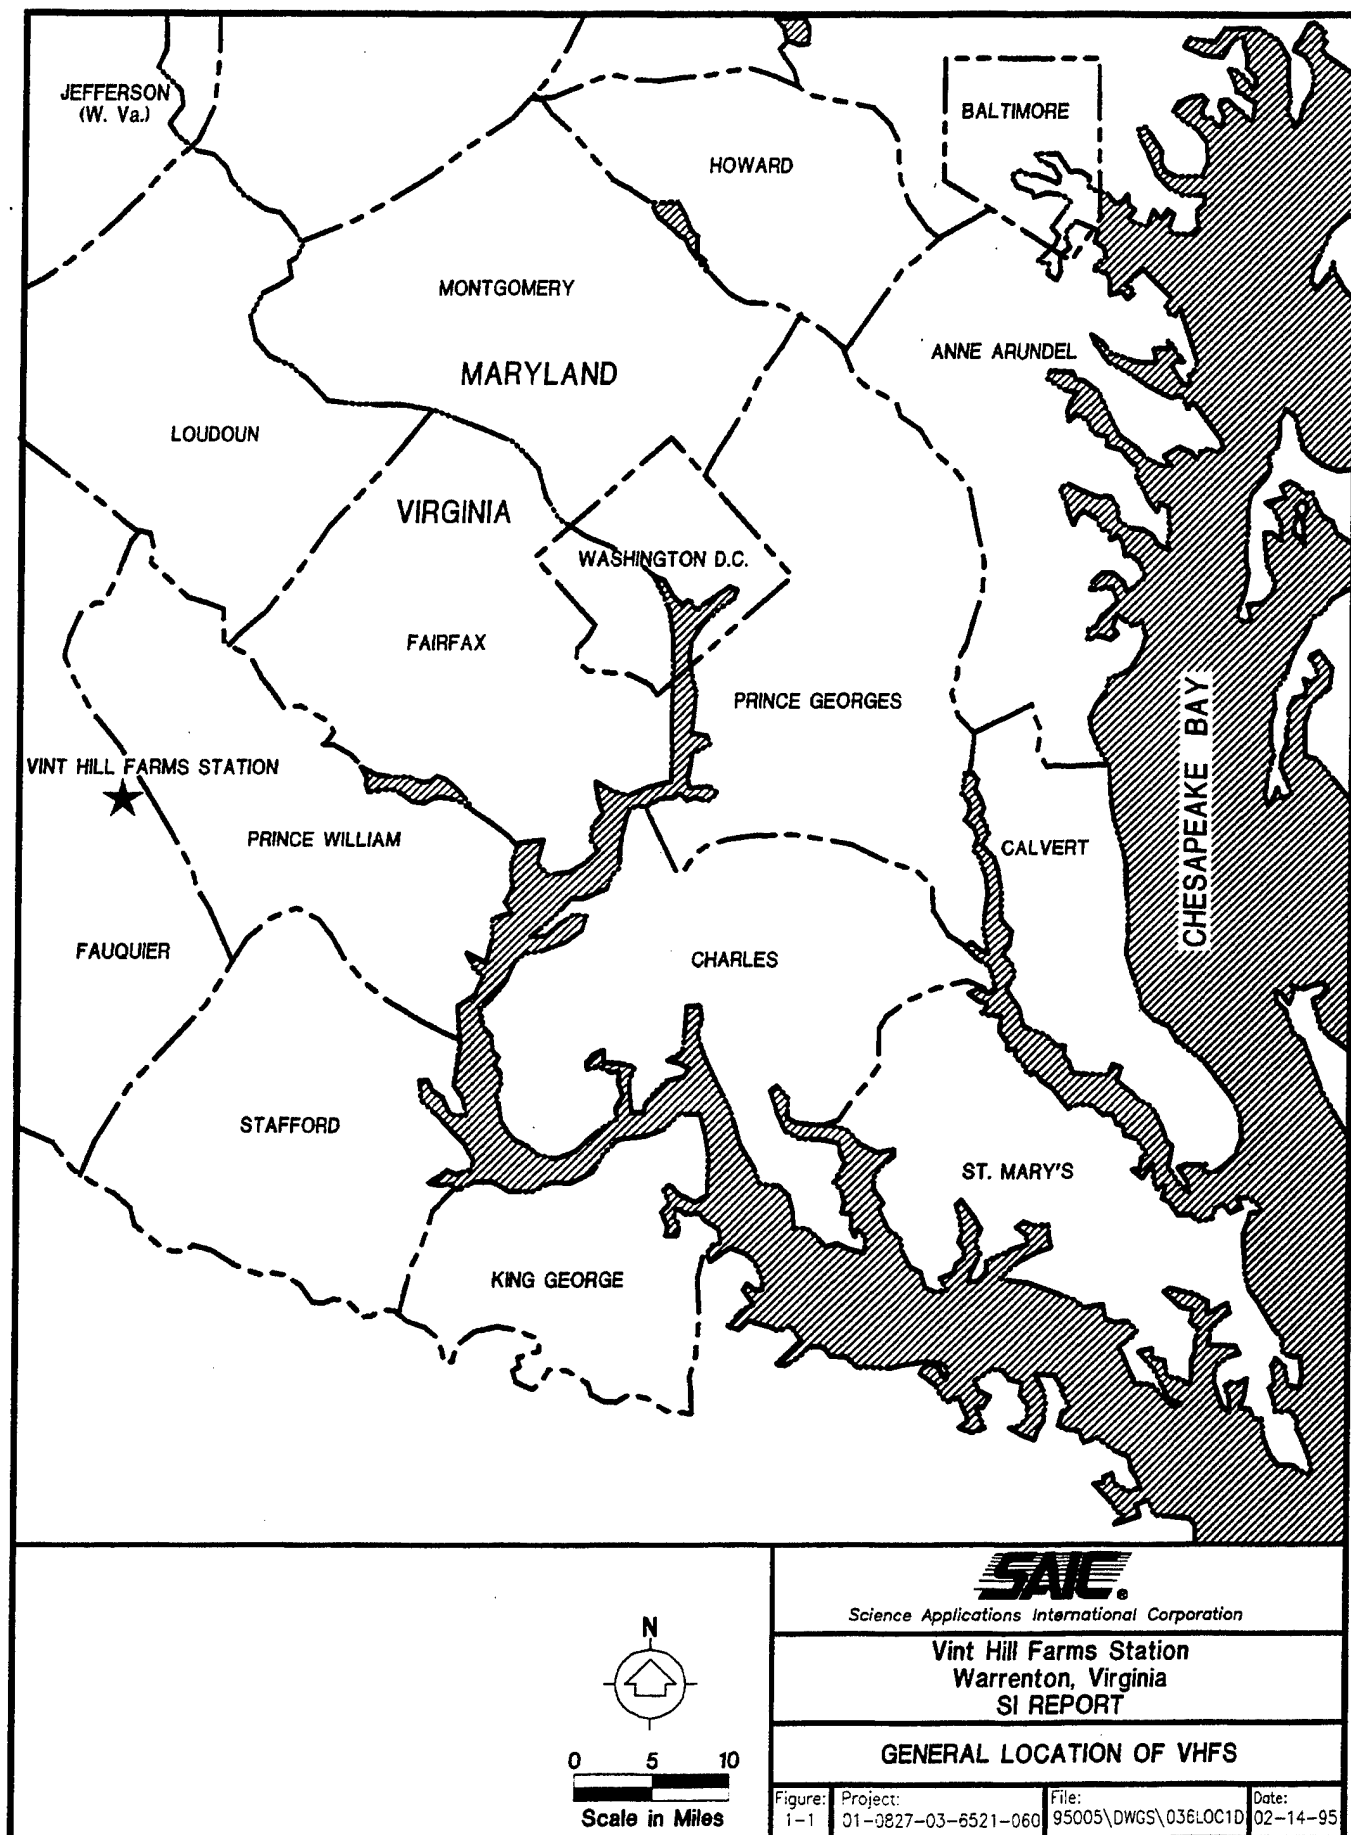 JEFFERSON
(W. Va.)
BALTIMORE
HOWARD
MONTGOMERY
ANNE ARUNDEL
MARYLAND
LOUDOUN
VIRGINIA
WASHINGTON D.C.
FAIRFAX
PRINCE GEORGES
CHESAPEAKE BAY
VINT HILL FARMS STATION
PRINCE WILLIAM
CALVERT
FAUQUIER
CHARLES
STAFFORD
ST. MARY'S
KING GEORGE
N
0 5 10
Scale in Miles
SAIC®
Science Applications International Corporation
Vint Hill Farms Station
Warrenton, Virginia
SI REPORT
GENERAL LOCATION OF VHFS
Figure: Project: File: Date:
1-1 01-0827-03-6521-060 95005\DWGS\036LOC1D 02-14-95